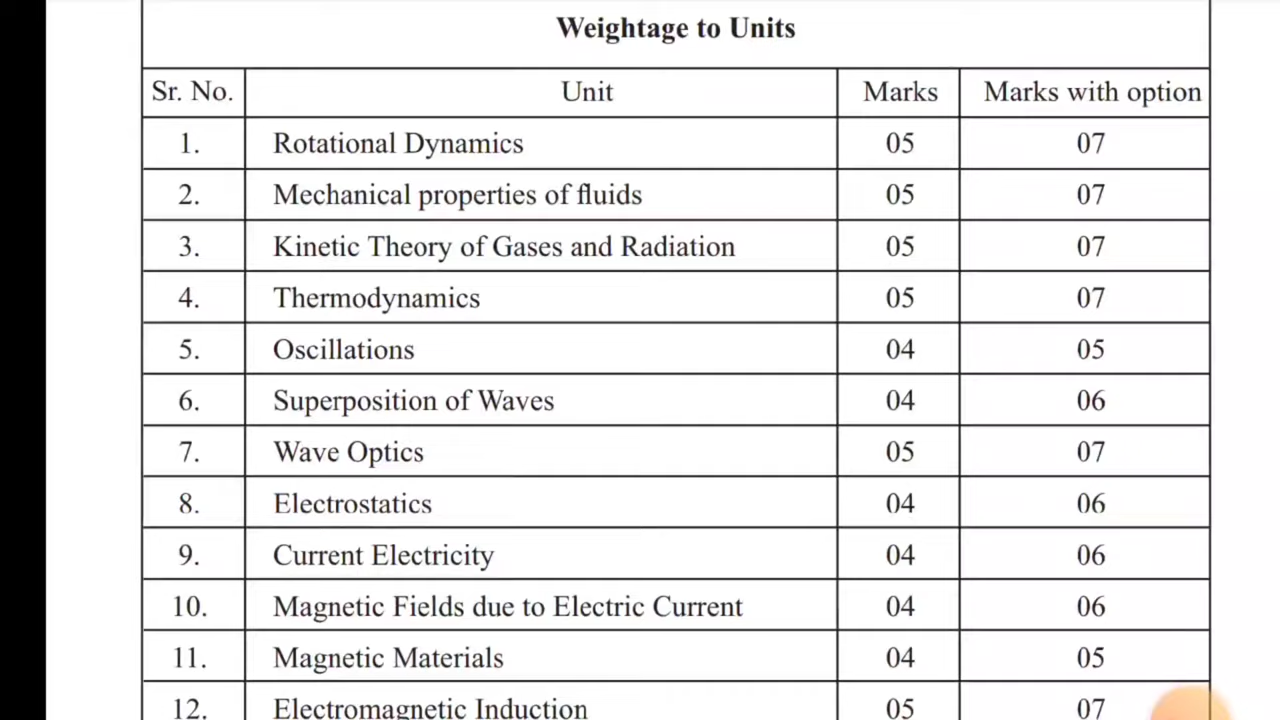 Weightage to Units
Sr. No. Unit Marks Marks with option
1. Rotational Dynamics 05 07
2. Mechanical properties of fluids 05 07
3. Kinetic Theory of Gases and Radiation 05 07
4. Thermodynamics 05 07
5. Oscillations 04 05
6. Superposition of Waves 04 06
7. Wave Optics 05 07
8. Electrostatics 04 06
9. Current Electricity 04 06
10. Magnetic Fields due to Electric Current 04 06
11. Magnetic Materials 04 05
12. Electromagnetic Induction 05 07